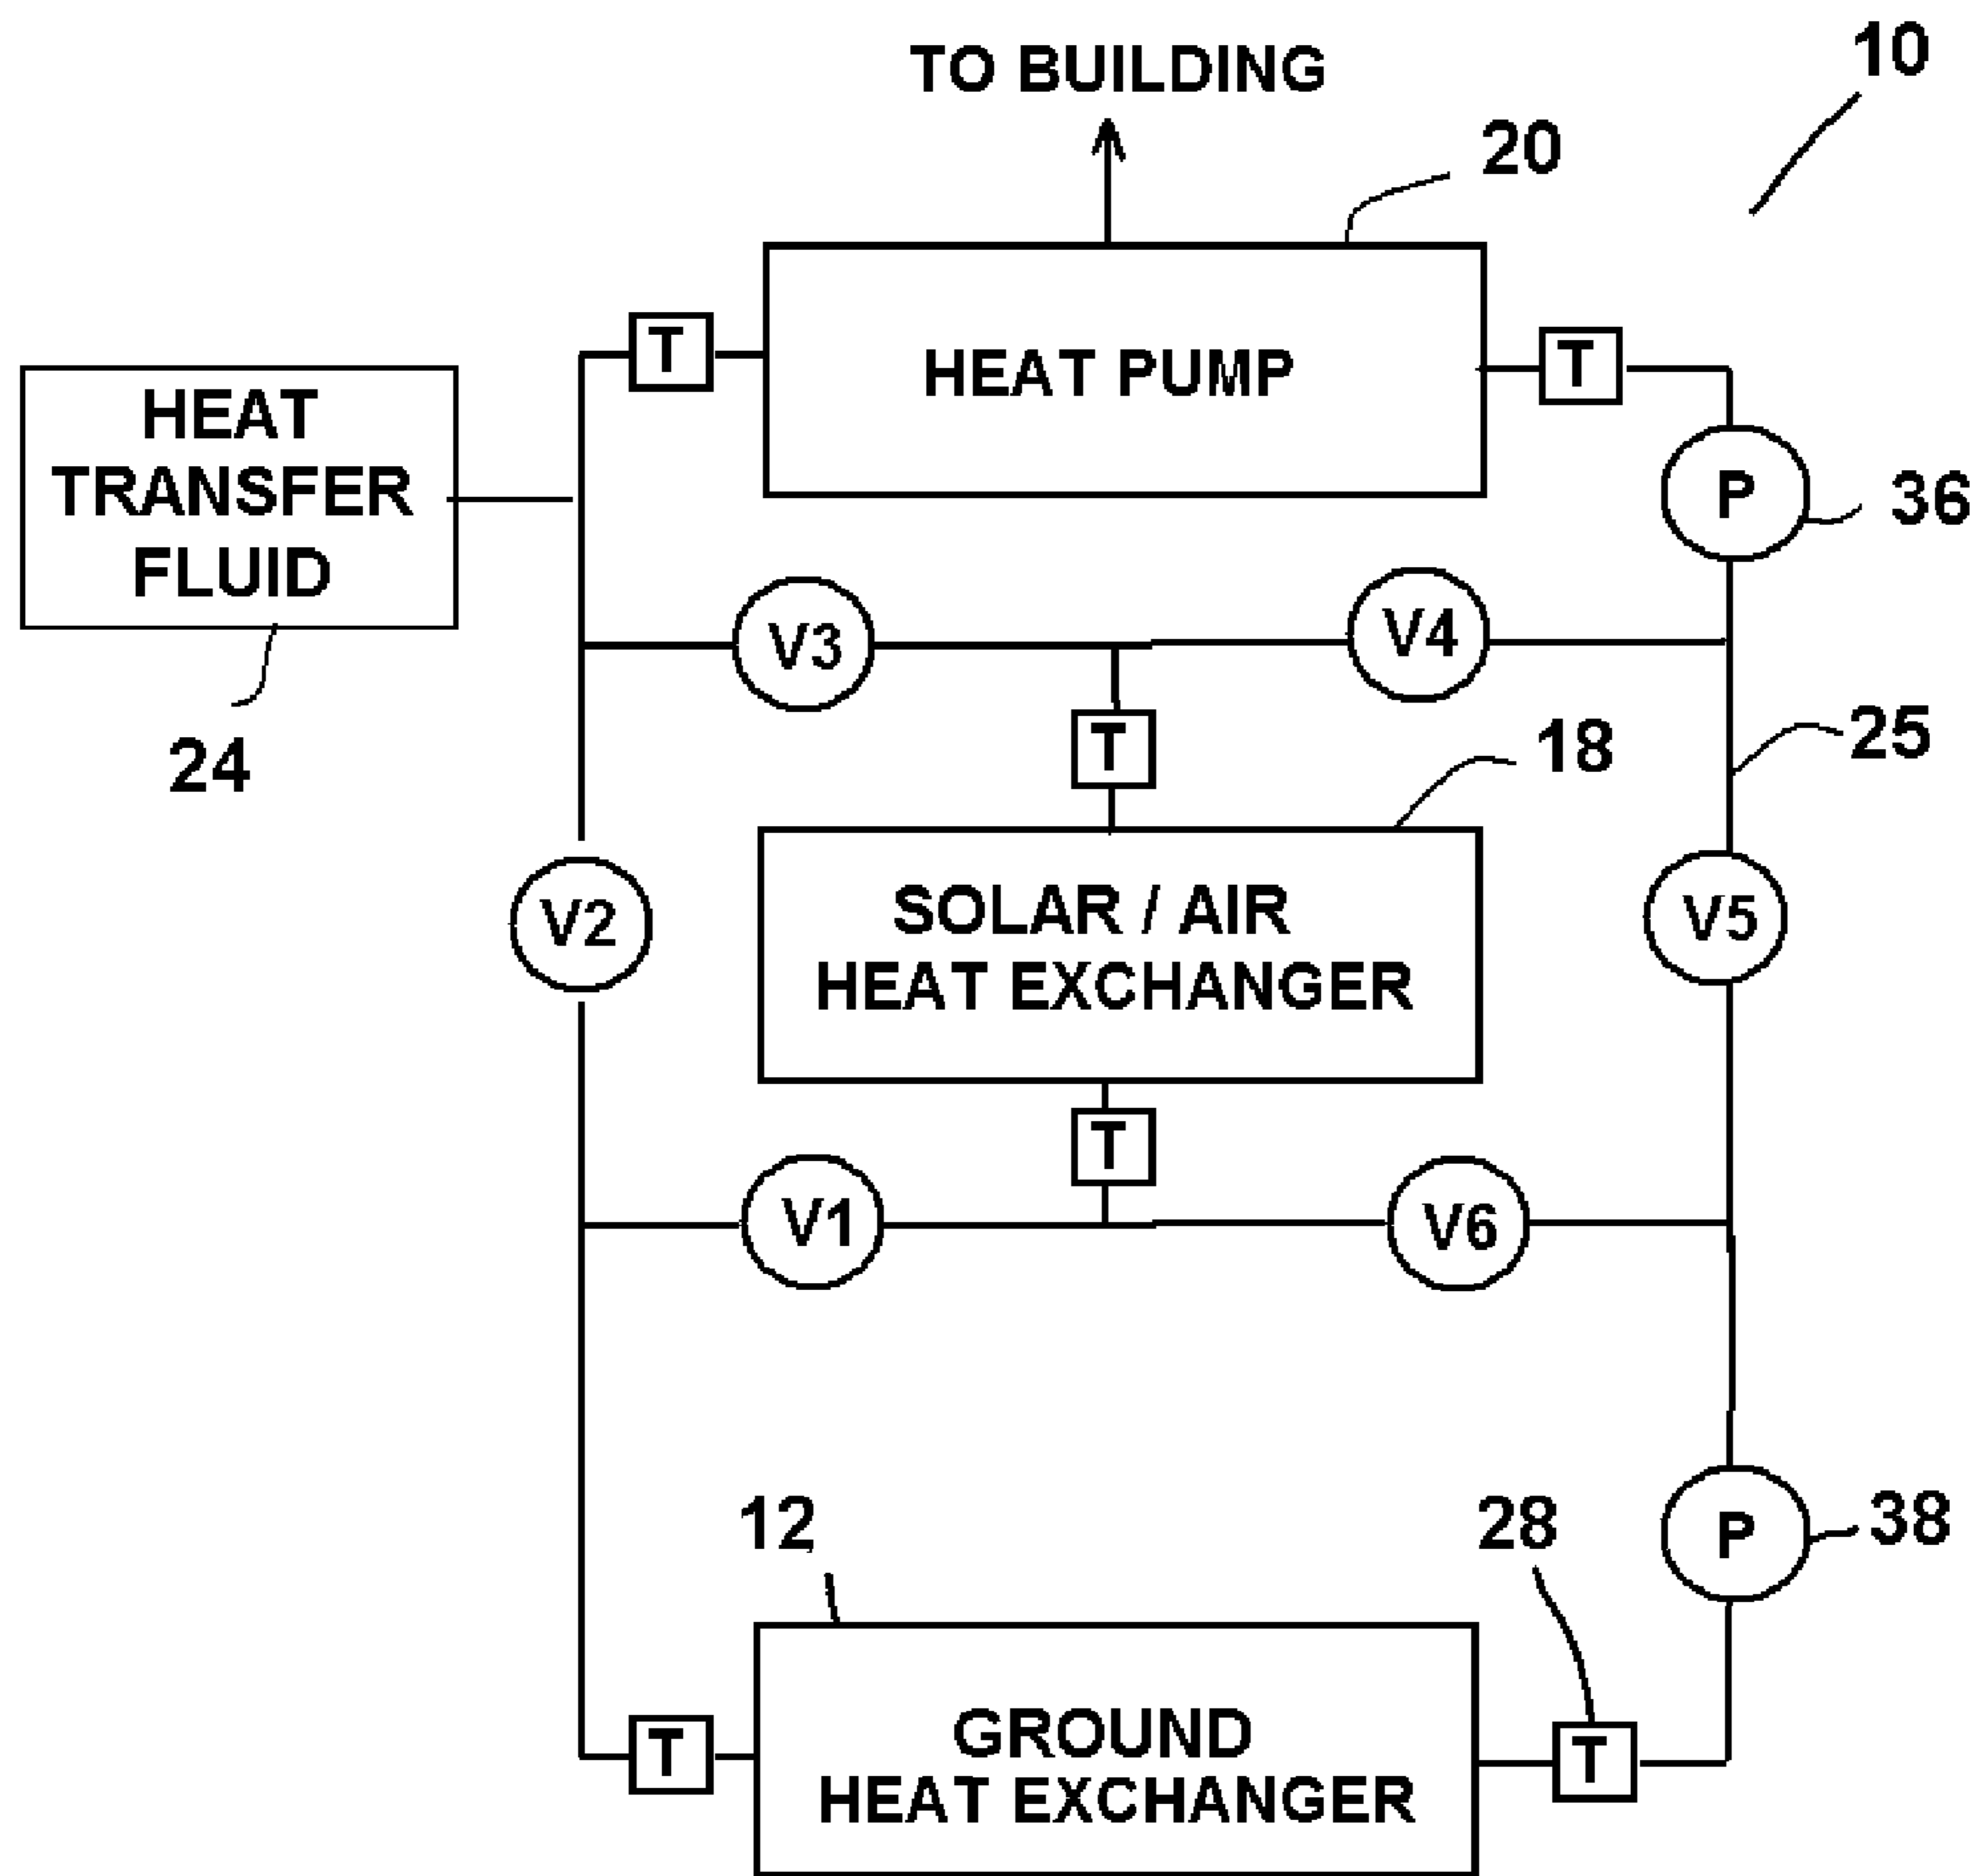 10
TO BUILDING
20
T
HEAT PUMP
T
HEAT
TRANSFER
FLUID
P
36
V3
V4
24
T
18
25
V2
SOLAR / AIR
HEAT EXCHANGER
V5
T
V1
V6
12
28
P
38
T
GROUND
HEAT EXCHANGER
T